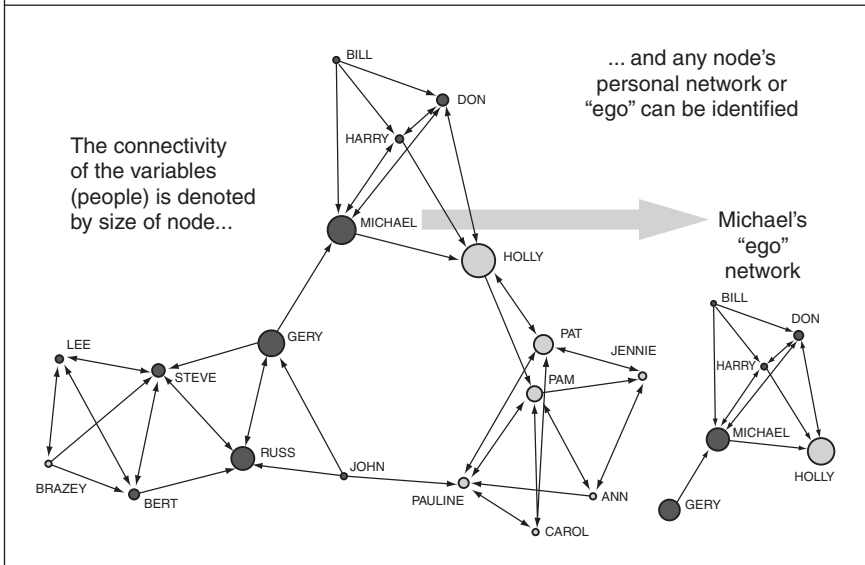 BILL
DON
HARRY
MICHAEL
HOLLY
GERY
LEE
STEVE
PAT
JENNIE
PAM
RUSS
JOHN
BRAZEY
BERT
PAULINE
ANN
CAROL
The connectivity
of the variables
(people) is denoted
by size of node...
... and any node's
personal network or
“ego” can be identified
Michael's
“ego”
network
BILL
DON
HARRY
MICHAEL
HOLLY
GERY